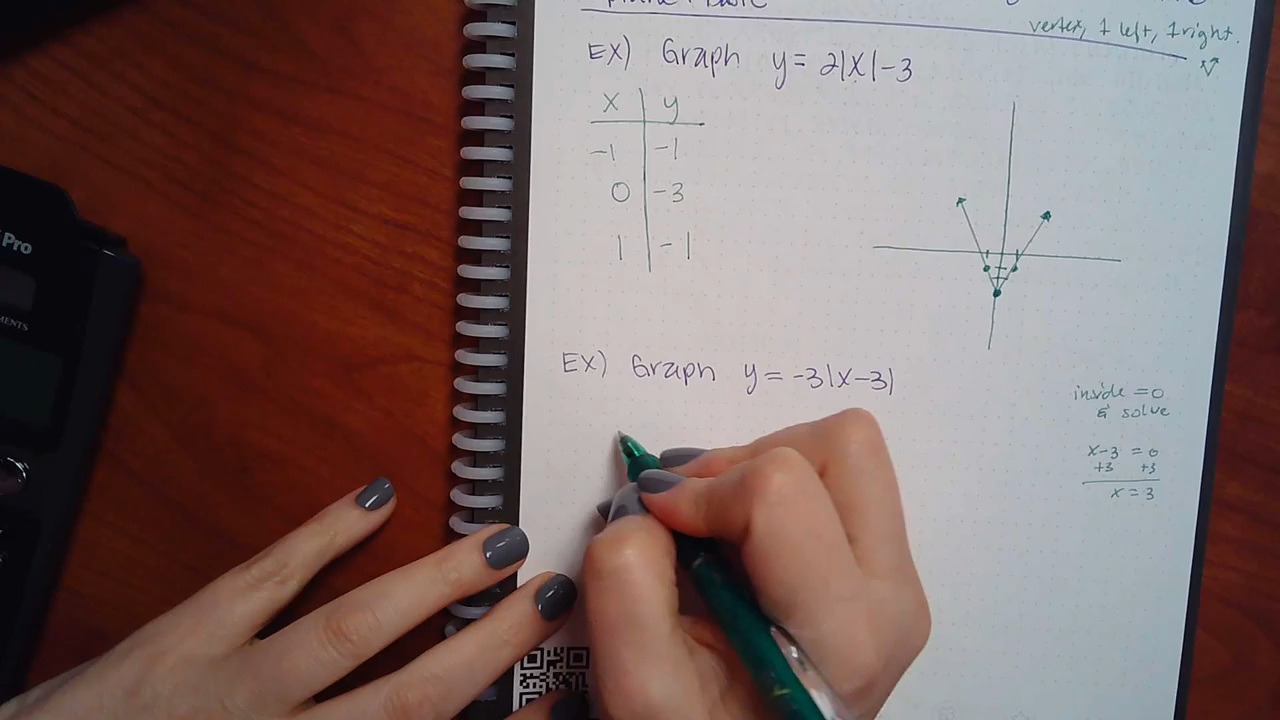 vertex, 1 left, 1 right.
EX) Graph y = 2|x| -3
x y
-1 -1
0 -3
1 -1
EX) Graph y = -3|x-3|
inside = 0
& solve
x-3 = 0
+3 +3
x = 3
Pro